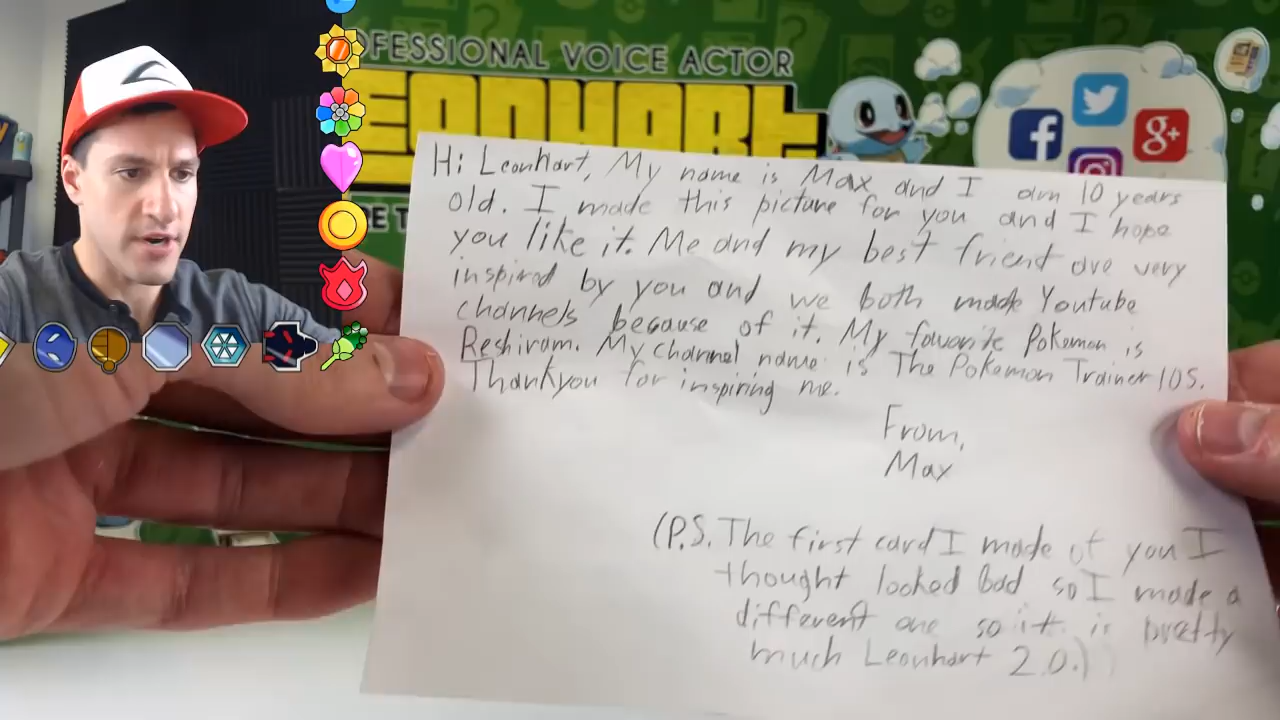 OFESSIONAL VOICE ACTOR
EONHART
Hi Leonhart, My name is Max and I am 10 years
old. I made this picture for you and I hope
you like it. Me and my best friend are very
inspired by you and we both made Youtube
channels because of it. My favorite Pokemon is
Reshiram. My channel name is The Pokemon Trainer 105.
Thankyou for inspiring me.
From,
Max
(P.S. The first card I made of you I
thought looked bad so I made a
different one so it is pretty
much Leonhart 2.0.)